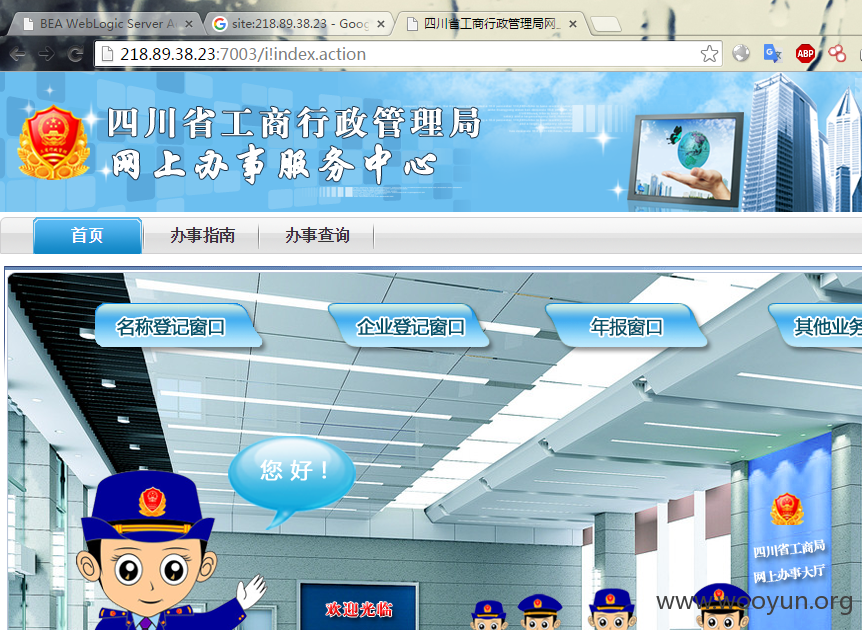 BEA WebLogic Server A
site:218.89.38.23 - Goog
四川省工商行政管理局网
218.89.38.23:7003/i!index.action
ABP
四川省工商行政管理局
网上办事服务中心
首页
办事指南
办事查询
名称登记窗口
企业登记窗口
年报窗口
其他业务
您好!
四川省工商局
网上办事大厅
欢迎光临
www.wooyun.org